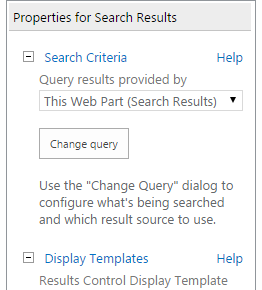 Properties for Search Results
Search Criteria Help
Query results provided by
This Web Part (Search Results)
Change query
Use the "Change Query" dialog to
configure what's being searched
and which result source to use.
Display Templates Help
Results Control Display Template